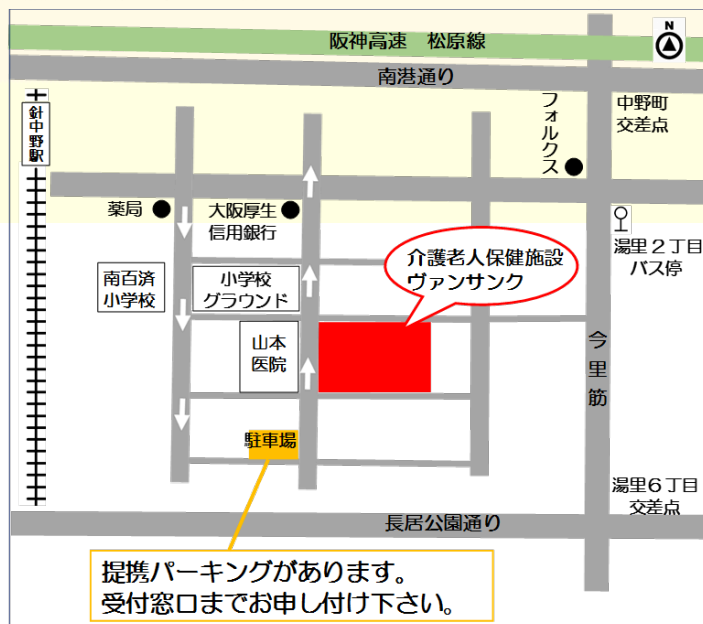 阪神高速 松原線
N
南港通り
針中野駅
フォルクス
中野町
交差点
薬局
大阪厚生
信用銀行
湯里2丁目
バス停
介護老人保健施設
ヴァンサンク
南百済
小学校
小学校
グラウンド
山本
医院
今里筋
駐車場
湯里6丁目
交差点
長居公園通り
提携パーキングがあります。
受付窓口までお申し付け下さい。